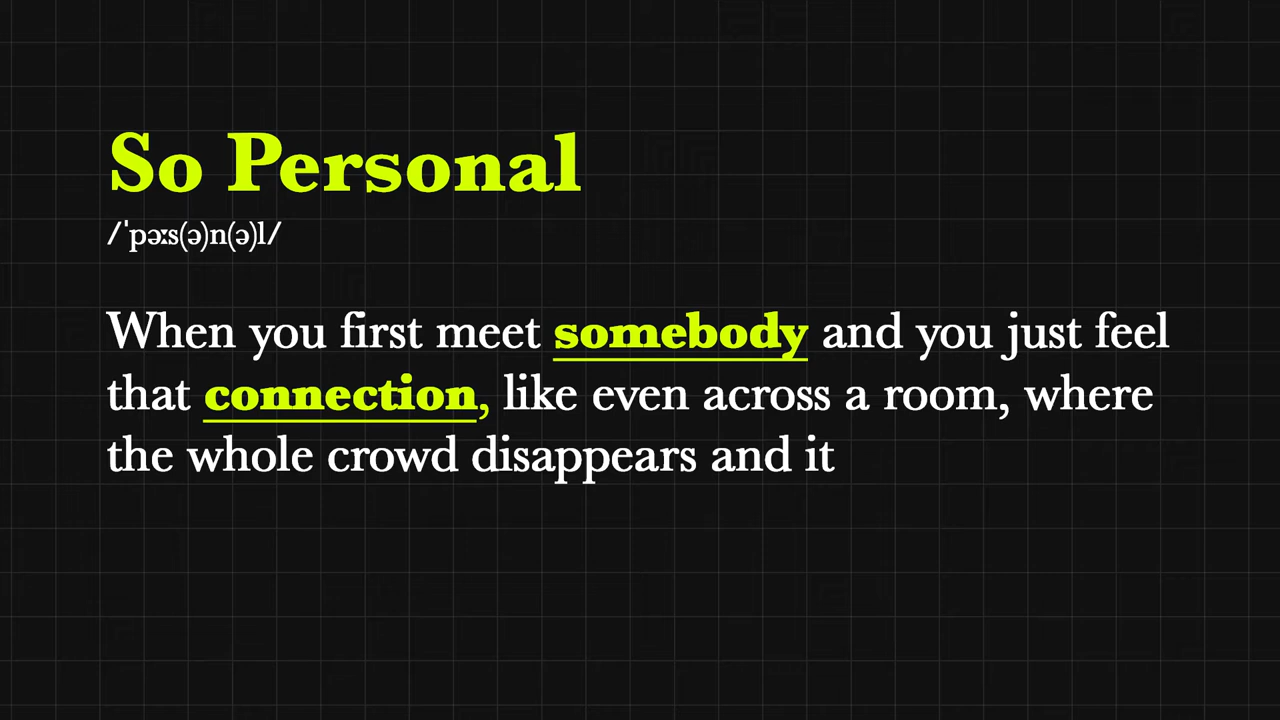 So Personal
/ˈpəːs(ə)n(ə)l/
When you first meet somebody and you just feel
that connection, like even across a room, where
the whole crowd disappears and it